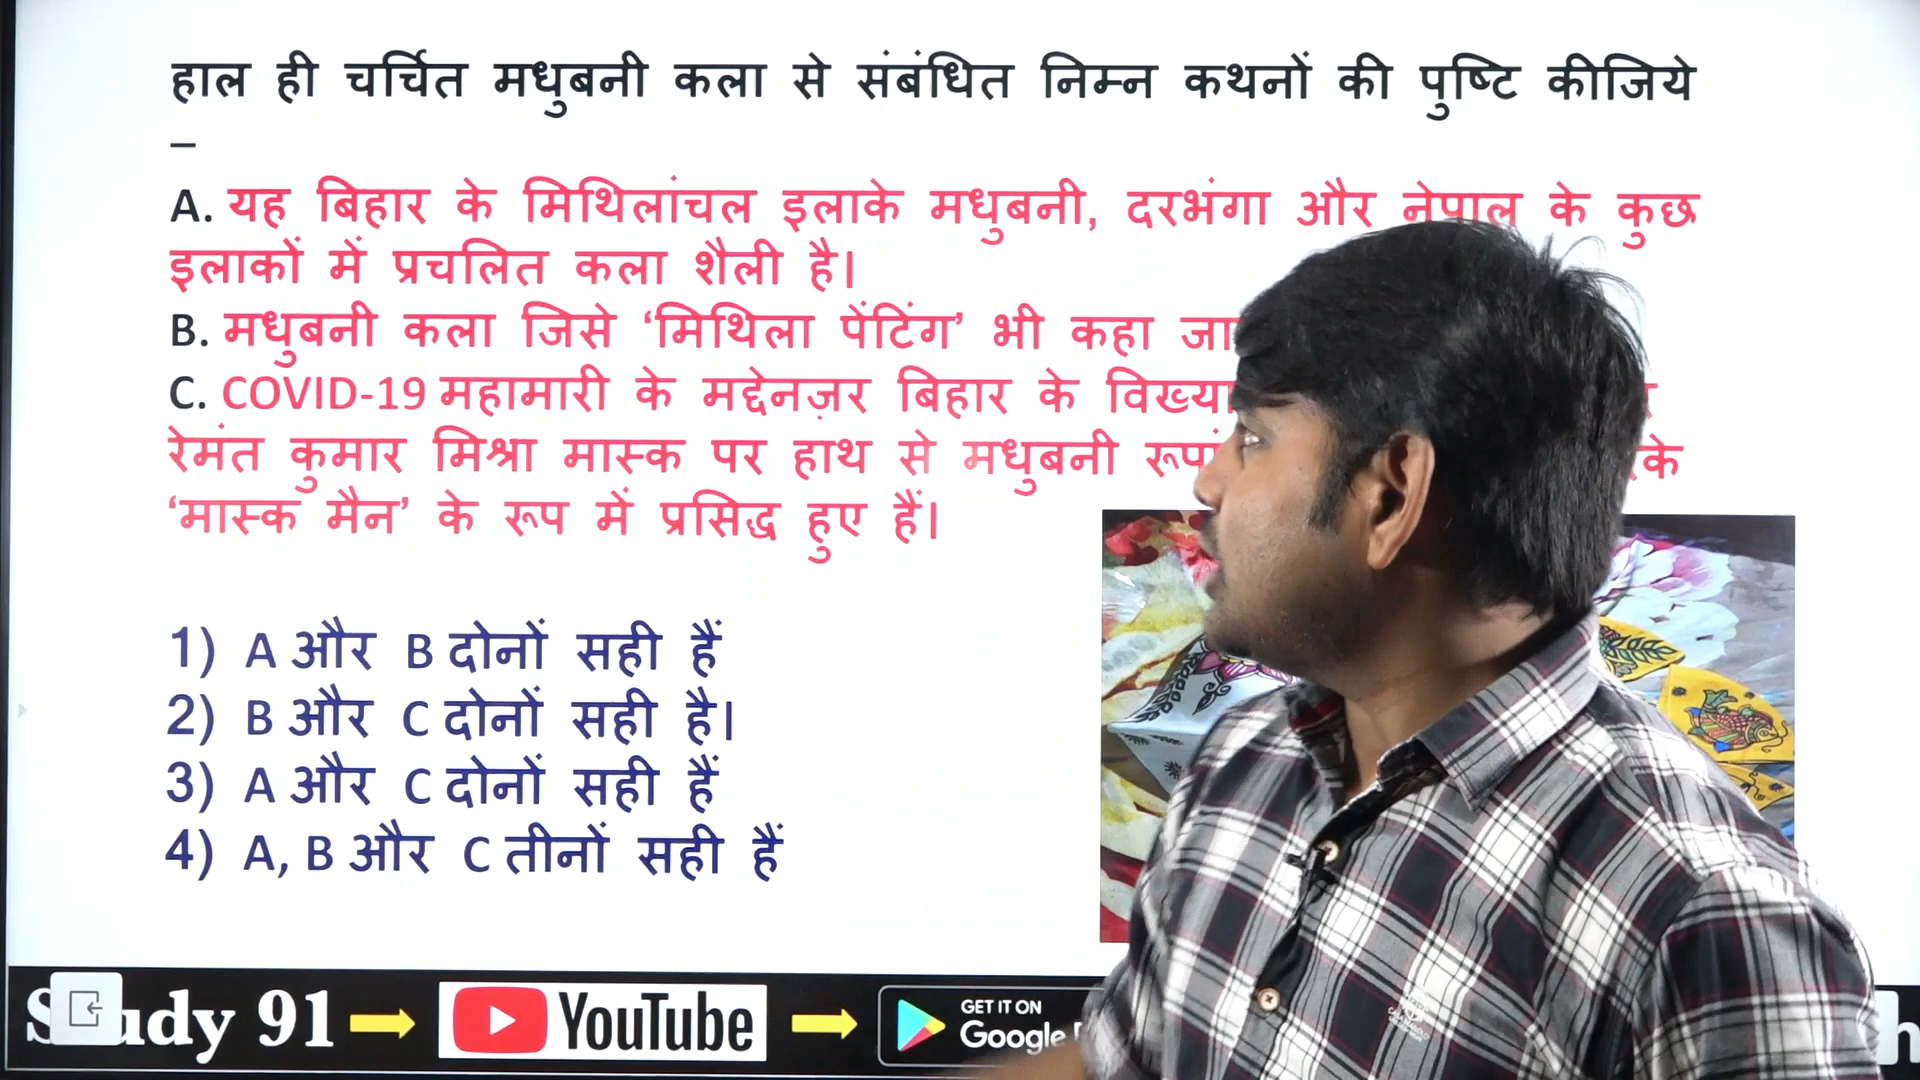 हाल ही चर्चित मधुबनी कला से संबंधित निम्न कथनों की पुष्टि कीजिये
–
A. यह बिहार के मिथिलांचल इलाके मधुबनी, दरभंगा और नेपाल के कुछ
इलाकों में प्रचलित कला शैली है।
B. मधुबनी कला जिसे ‘मिथिला पेंटिंग’ भी कहा
C. COVID-19 महामारी के मद्देनज़र बिहार के
रेमंत कुमार मिश्रा मास्क पर हाथ से मधुबनी
‘मास्क मैन’ के रूप में प्रसिद्ध हुए हैं।
1) A और B दोनों सही हैं
2) B और C दोनों सही है।
3) A और C दोनों सही हैं
4) A, B और C तीनों सही हैं
Study 91 YouTube GET IT ON
Google